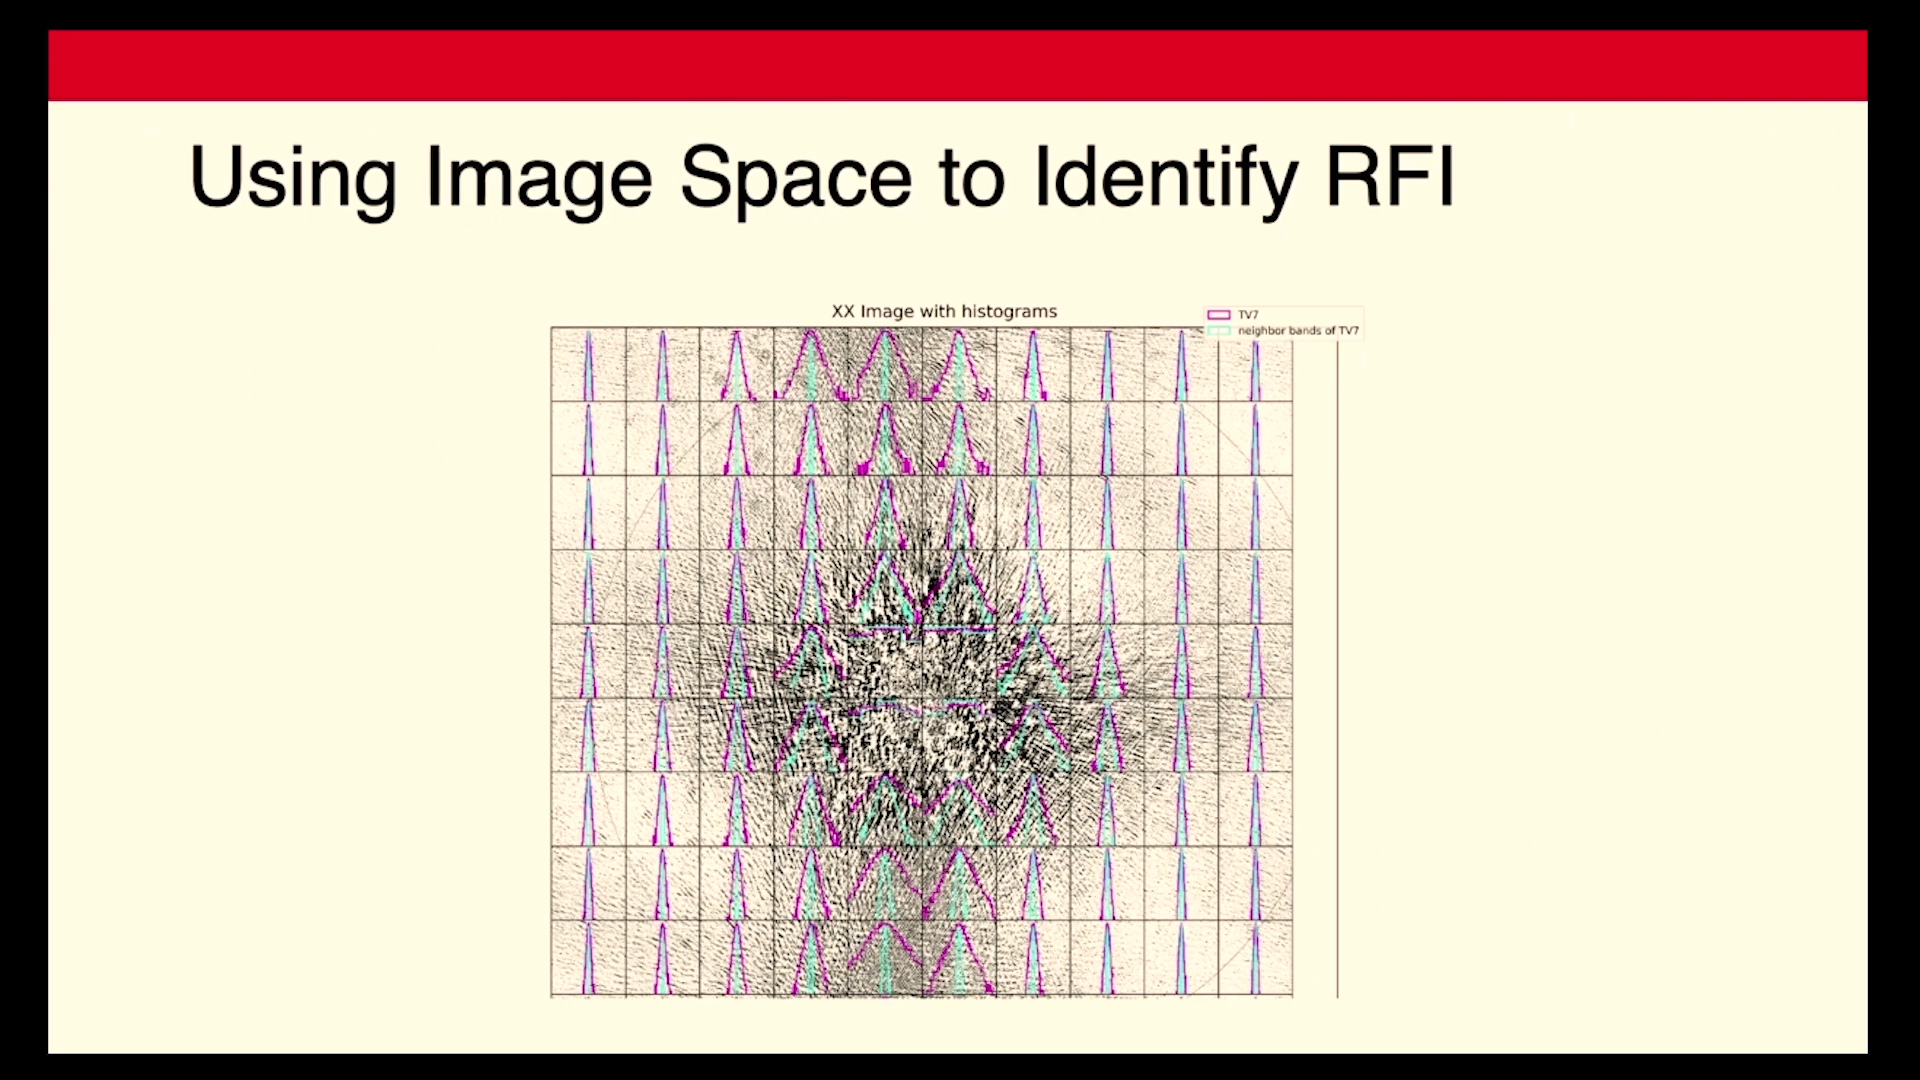 Using Image Space to Identify RFI
XX Image with histograms
TV7
neighbor bands of TV7